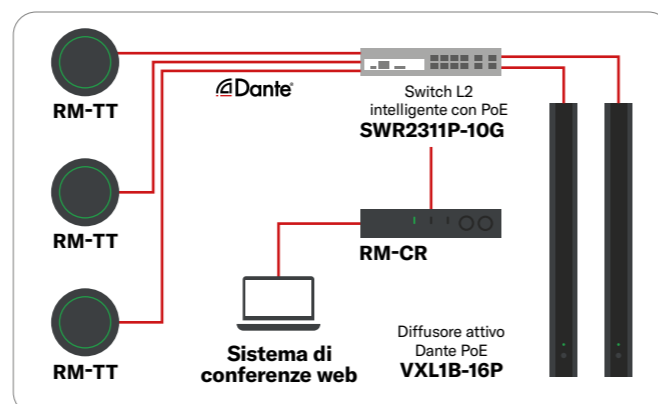 RM-TT
Dante®
Switch L2
intelligente con PoE
SWR2311P-10G
RM-TT
RM-CR
RM-TT
Sistema di
conferenze web
Diffusore attivo
Dante PoE
VXL1B-16P